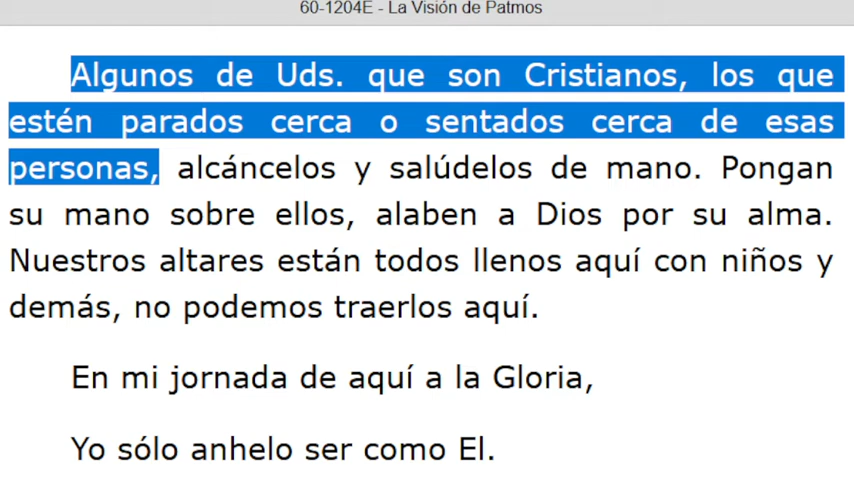 60-1204E - La Visión de Patmos
Algunos de Uds. que son Cristianos, los que
estén parados cerca o sentados cerca de esas
personas, alcáncelos y salúdelos de mano. Pongan
su mano sobre ellos, alaben a Dios por su alma.
Nuestros altares están todos llenos aquí con niños y
demás, no podemos traerlos aquí.
En mi jornada de aquí a la Gloria,
Yo sólo anhelo ser como El.